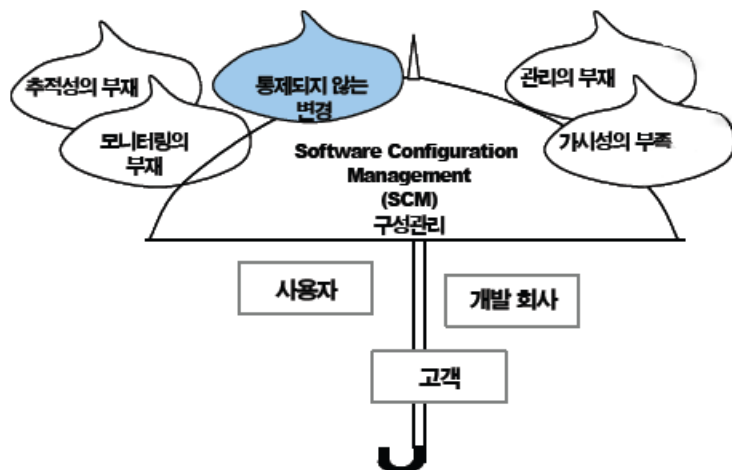 추적성의 부재
모니터링의
부재
통제되지 않는
변경
관리의 부재
가시성의 부족
Software Configuration
Management
(SCM)
구성관리
사용자
개발 회사
고객